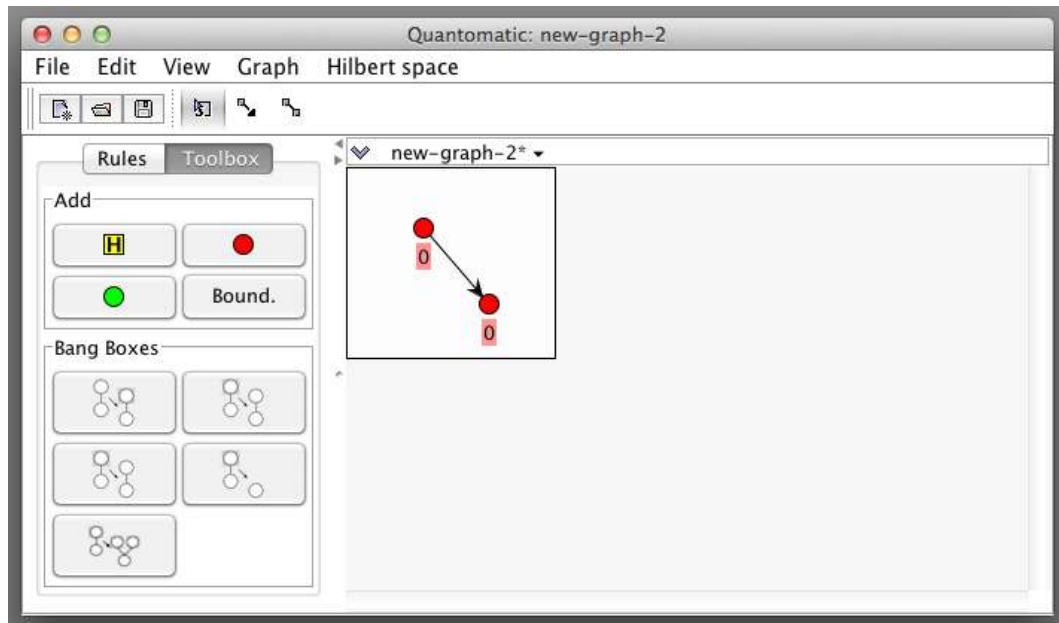 Quantomatic: new-graph-2
File Edit View Graph Hilbert space
Rules Toolbox
new-graph-2*
Add
H
Bound.
Bang Boxes
0
0